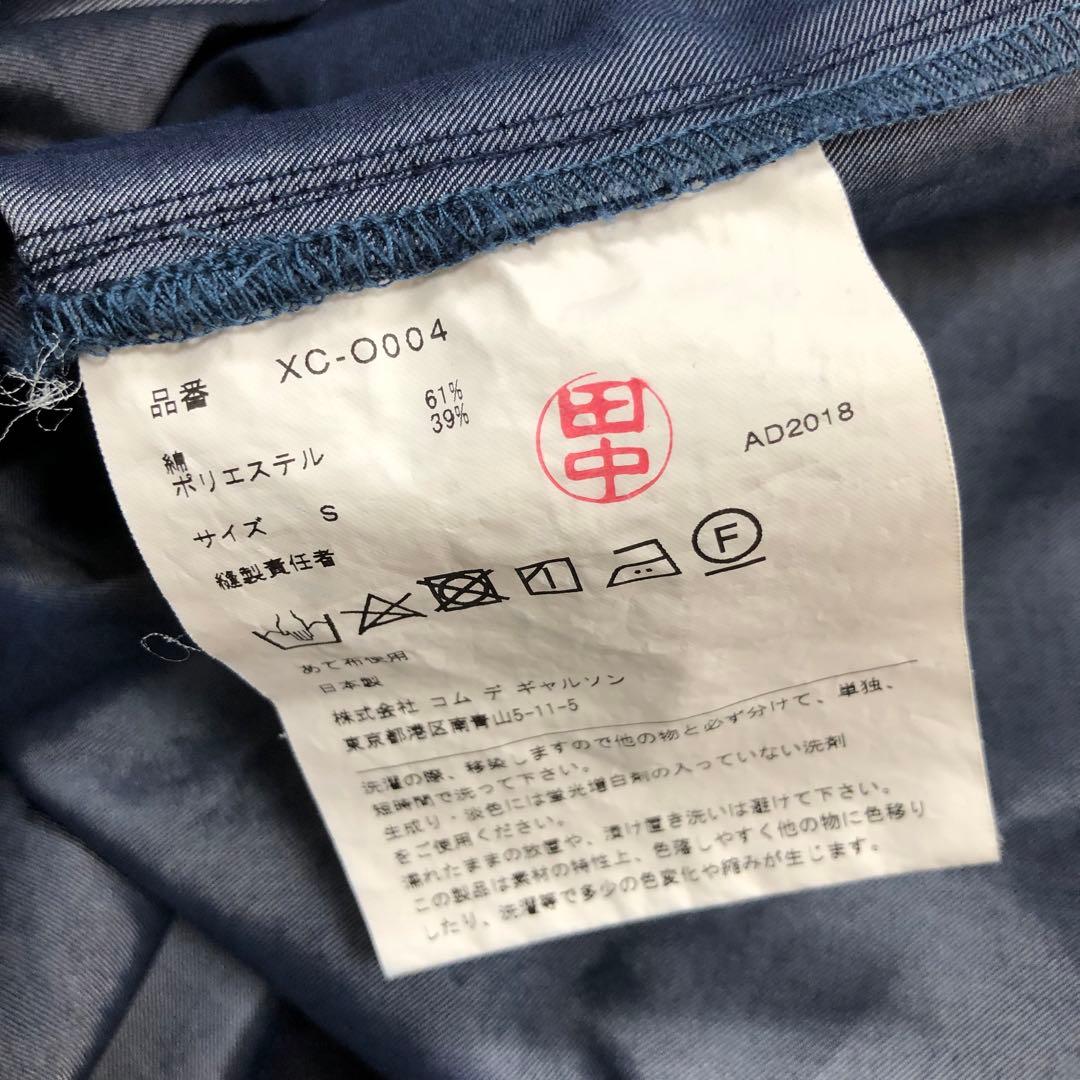 品番 XC-O004
綿 61%
ポリエステル 39%
サイズ S
縫製責任者
田中
AD2018
F
あて布使用
日本製
株式会社 コム デ ギャルソン
東京都港区南青山5-11-5
洗濯の際、移染しますので他の物と必ず分けて、単独、
短時間で洗って下さい。
生成り・淡色には蛍光増白剤の入っていない洗剤
をご使用ください。
濡れたままの放置や、漬け置き洗いは避けて下さい。
この製品は素材の特性上、色落しやすく他の物に色移り
したり、洗濯等で多少の色変化や縮みが生じます。